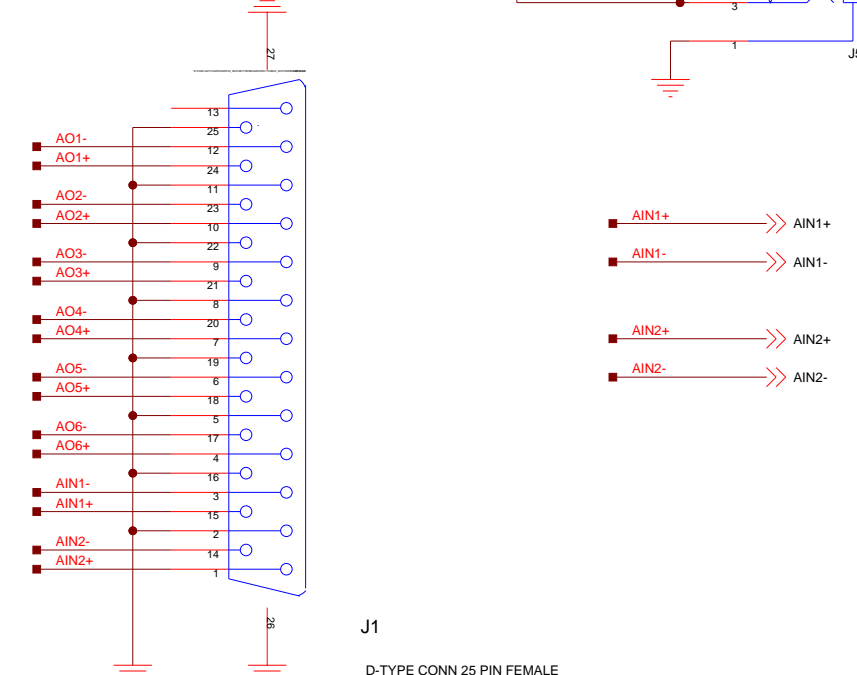 3
1
J5
27
13
25
AO1-
12
AO1+
24
11
AO2-
23
AO2+
10
22
AO3-
9
AO3+
21
8
AO4-
20
AO4+
7
19
AO5-
6
AO5+
18
5
AO6-
17
AO6+
4
16
AIN1-
3
AIN1+
15
2
AIN2-
14
AIN2+
1
26
AIN1+ AIN1+
AIN1- AIN1-
AIN2+ AIN2+
AIN2- AIN2-
J1
D-TYPE CONN 25 PIN FEMALE